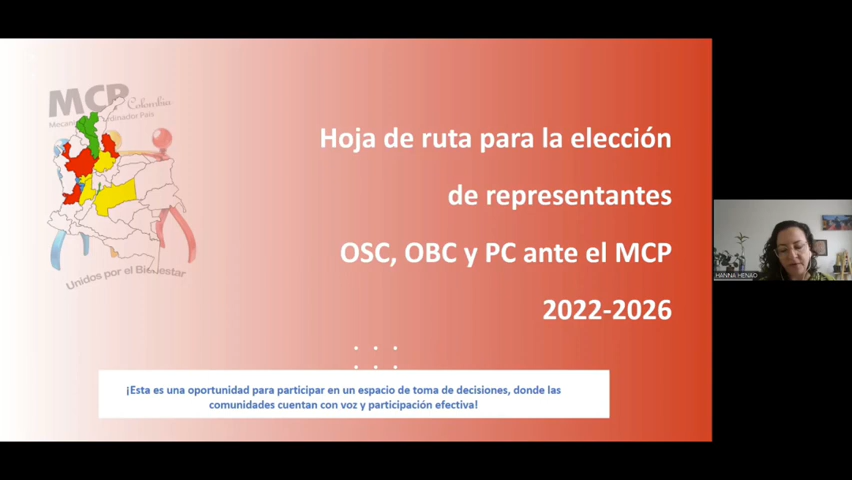 MCP
Colombia
Mecanismo Coordinador País
Unidos por el Bienestar
Hoja de ruta para la elección
de representantes
OSC, OBC y PC ante el MCP
2022-2026
¡Esta es una oportunidad para participar en un espacio de toma de decisiones, donde las
comunidades cuentan con voz y participación efectiva!
HANNA HENAO